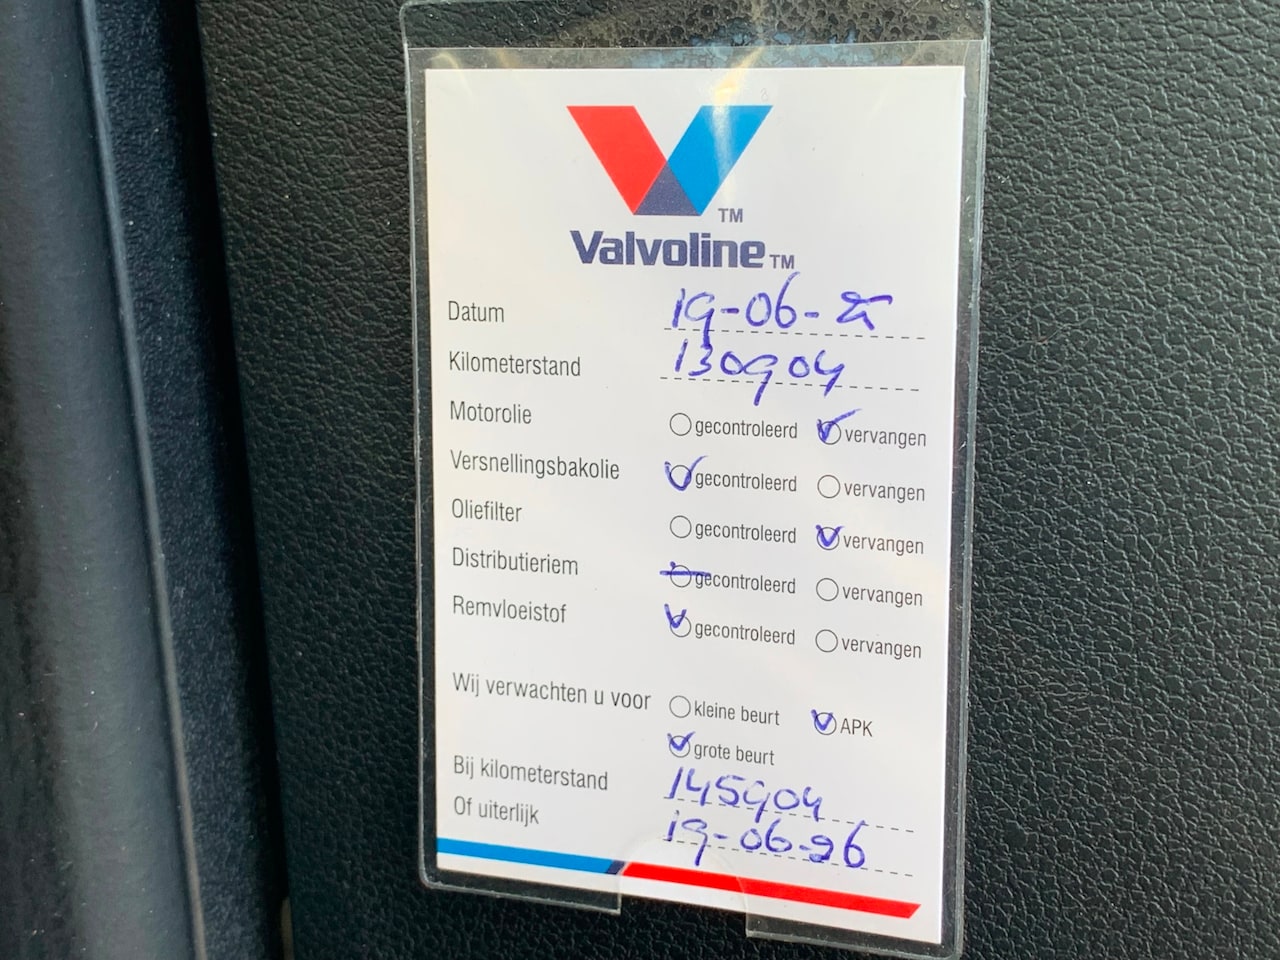 TM
Valvoline TM
Datum 19-06-25
Kilometerstand 130904
Motorolie gecontroleerd vervangen
Versnellingsbakolie gecontroleerd vervangen
Oliefilter gecontroleerd vervangen
Distributieriem gecontroleerd vervangen
Remvloeistof gecontroleerd vervangen
Wij verwachten u voor kleine beurt APK
grote beurt
Bij kilometerstand 145904
Of uiterlijk 19-06-26